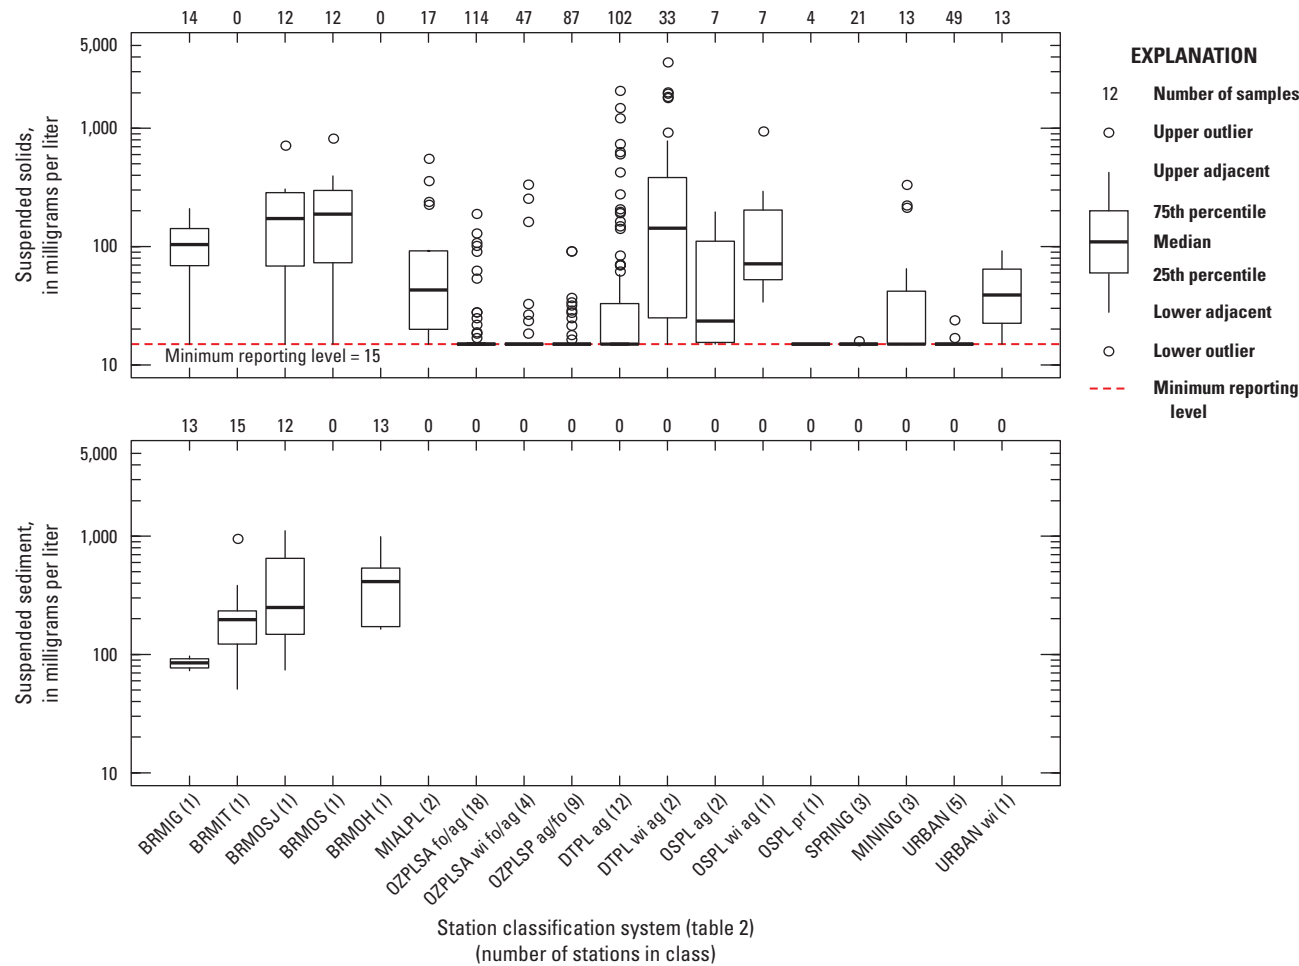 14 0 12 12 0 17 114 47 87 102 33 7 7 4 21 13 49 13
5,000
1,000
100
10
Suspended solids,
in milligrams per liter
Minimum reporting level = 15
EXPLANATION
12 Number of samples
Upper outlier
Upper adjacent
75th percentile
Median
25th percentile
Lower adjacent
Lower outlier
Minimum reporting
level
13 15 12 0 13 0 0 0 0 0 0 0 0 0 0 0 0 0
5,000
1,000
100
10
Suspended sediment,
in milligrams per liter
BRMIG (1)
BRMIT (1)
BRMOSJ (1)
BRMOS (1)
BRMOH (1)
MIALPL (2)
OZPLSA fo/ag (18)
OZPLSA wi fo/ag (4)
OZPLSP ag/fo (9)
DTPL ag (12)
DTPL wi ag (2)
OSPL ag (2)
OSPL wi ag (1)
OSPL pr (1)
SPRING (3)
MINING (3)
URBAN (5)
URBAN wi (1)
Station classification system (table 2)
(number of stations in class)